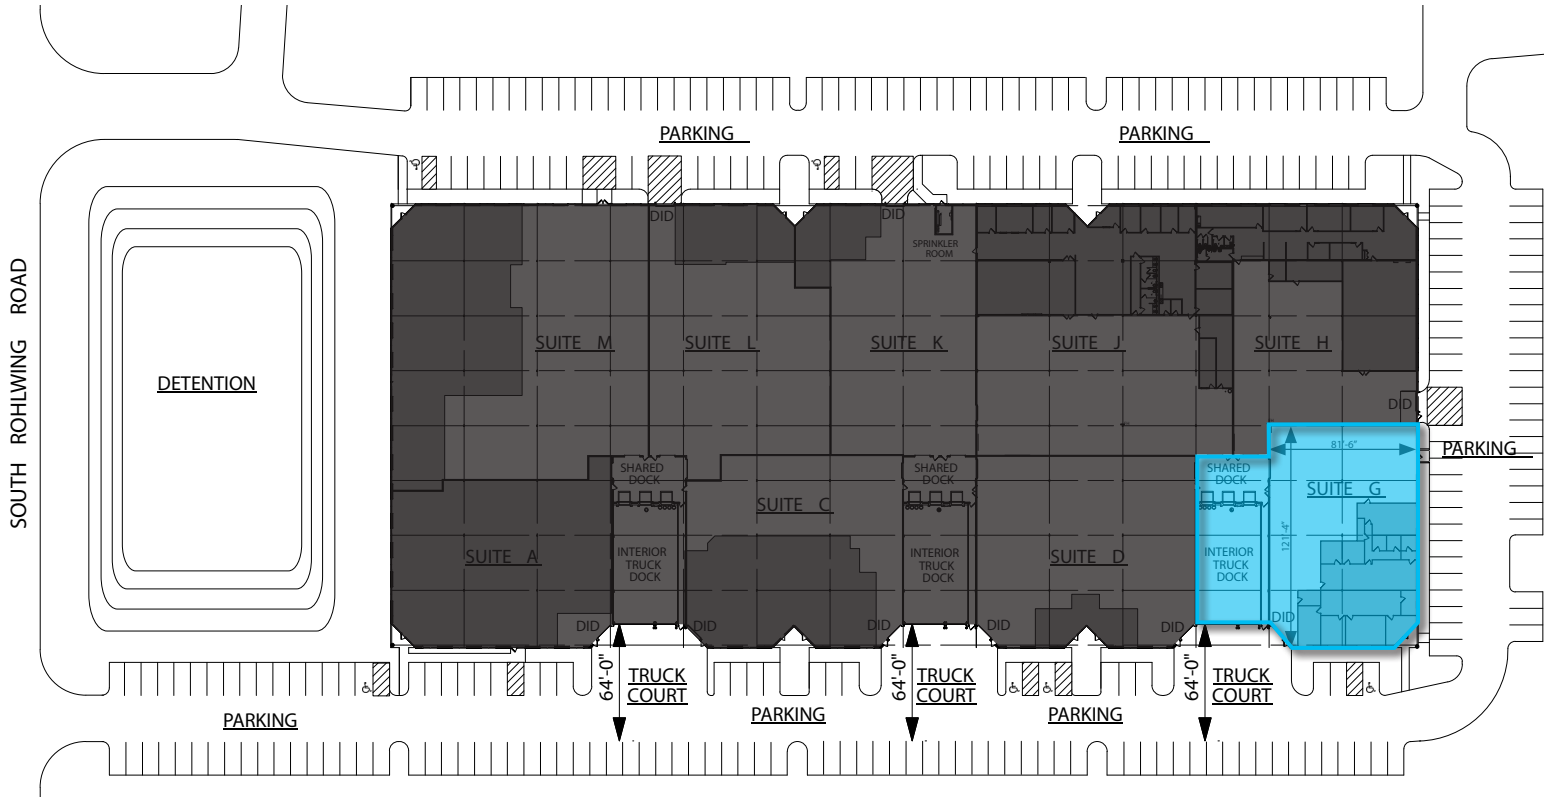 PARKING
PARKING
DID
DID
SPRINKLER
ROOM
SOUTH ROHLWING ROAD
SUITE M
SUITE L
SUITE K
SUITE J
SUITE H
DETENTION
DID
81'-6"
PARKING
SHARED
DOCK
SHARED
DOCK
SHARED
DOCK
SUITE G
SUITE C
121'-4"
SUITE A
INTERIOR
TRUCK
DOCK
INTERIOR
TRUCK
DOCK
SUITE D
INTERIOR
TRUCK
DOCK
DID
DID
DID
DID
DID
DID
64'-0"
TRUCK
COURT
64'-0"
TRUCK
COURT
64'-0"
TRUCK
COURT
PARKING
PARKING
PARKING